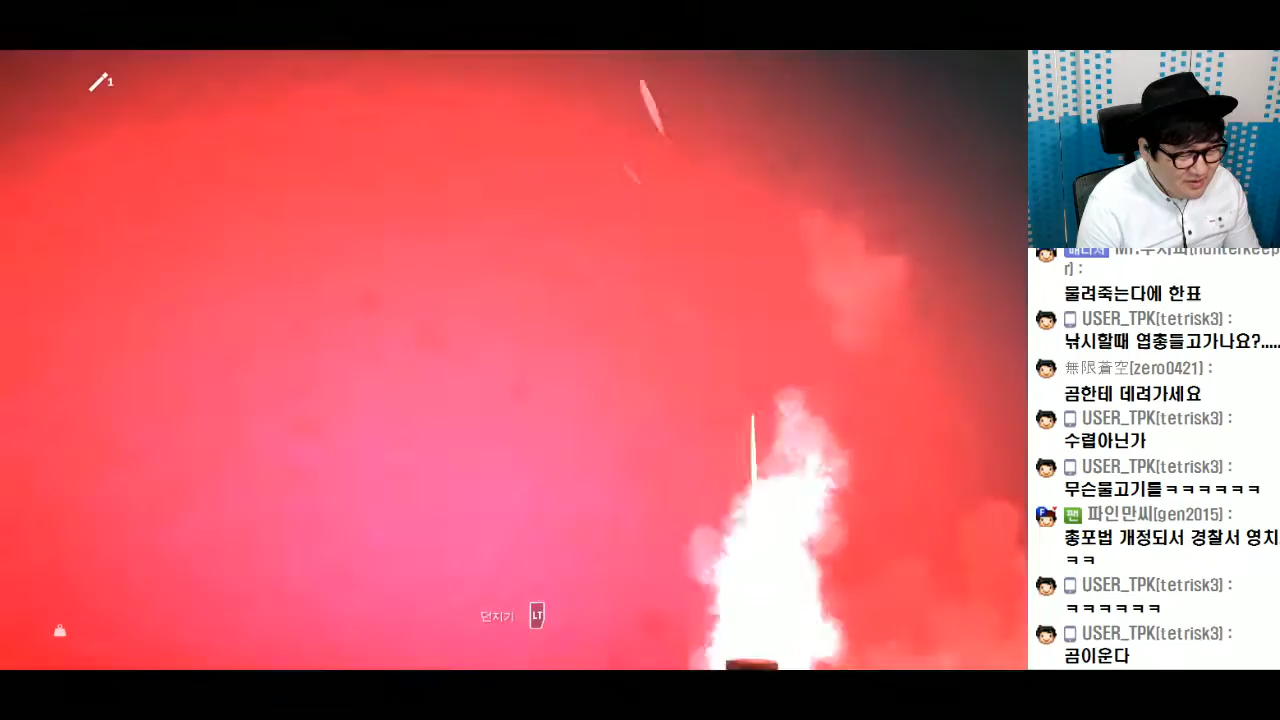 1
던지기 LT
r] :
물려죽는다에 한표
USER_TPK[tetrisk3] :
낚시할때 엽총들고가나요?.....
無限蒼空[zero0421] :
곰한테 데려가세요
USER_TPK[tetrisk3] :
수렵아닌가
USER_TPK[tetrisk3] :
무슨물고기틀ㅋㅋㅋㅋㅋㅋ
F 팬 파인만씨[gen2015] :
총포법 개정되서 경찰서 영치
ㅋㅋ
USER_TPK[tetrisk3] :
ㅋㅋㅋㅋㅋㅋ
USER_TPK[tetrisk3] :
곰이운다